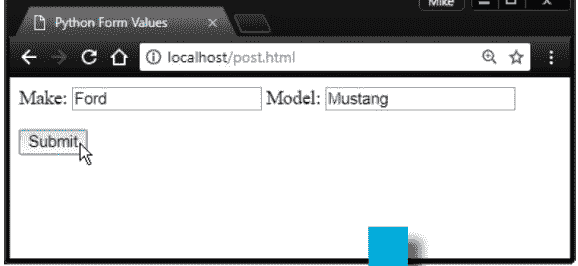 Mike
Python Form Values
localhost/post.html
Make: Ford Model: Mustang
Submit